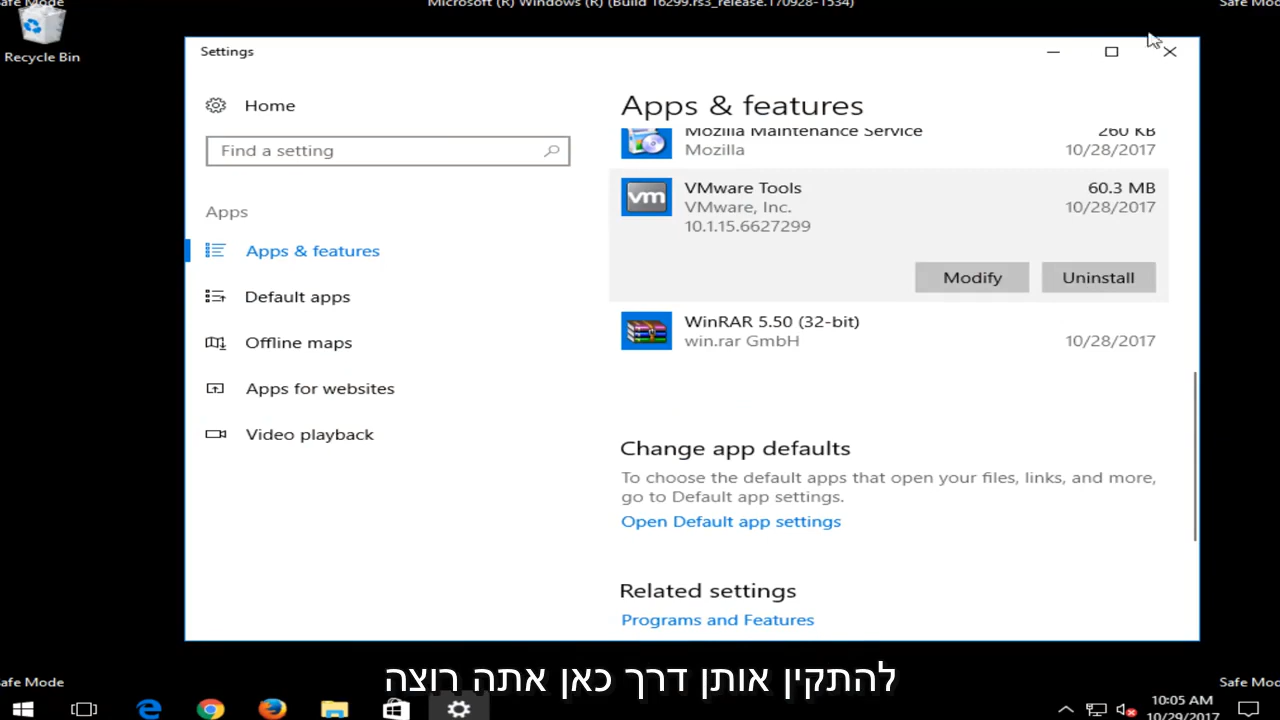 afe Mode
Microsoft (R) Windows (R) (Build 16299.rs3_release.170928-1534)
Safe Mod
Recycle Bin
Settings
Home
Find a setting
Apps
Apps & features
Default apps
Offline maps
Apps for websites
Video playback
Apps & features
Mozilla Maintenance Service
260 KB
Mozilla
10/28/2017
vm
VMware Tools
60.3 MB
VMware, Inc.
10/28/2017
10.1.15.6627299
Modify
Uninstall
WinRAR 5.50 (32-bit)
win.rar GmbH
10/28/2017
Change app defaults
To choose the default apps that open your files, links, and more,
go to Default app settings.
Open Default app settings
Related settings
Programs and Features
להתקין אותן דרך כאן אתה רוצה
afe Mode
Safe Mod
10:05 AM
10/29/2017